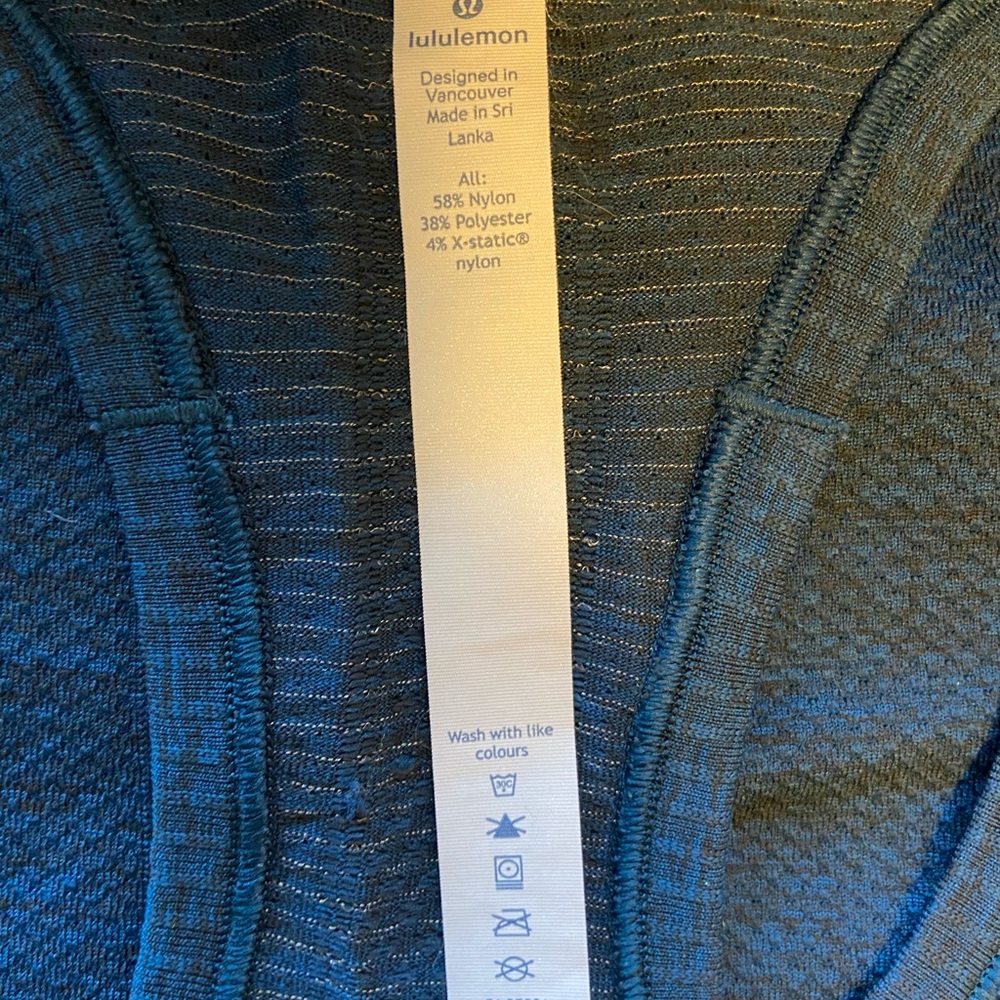 lululemon
Designed in
Vancouver
Made in Sri
Lanka
All:
58% Nylon
38% Polyester
4% X-static®
nylon
Wash with like
colours
30C